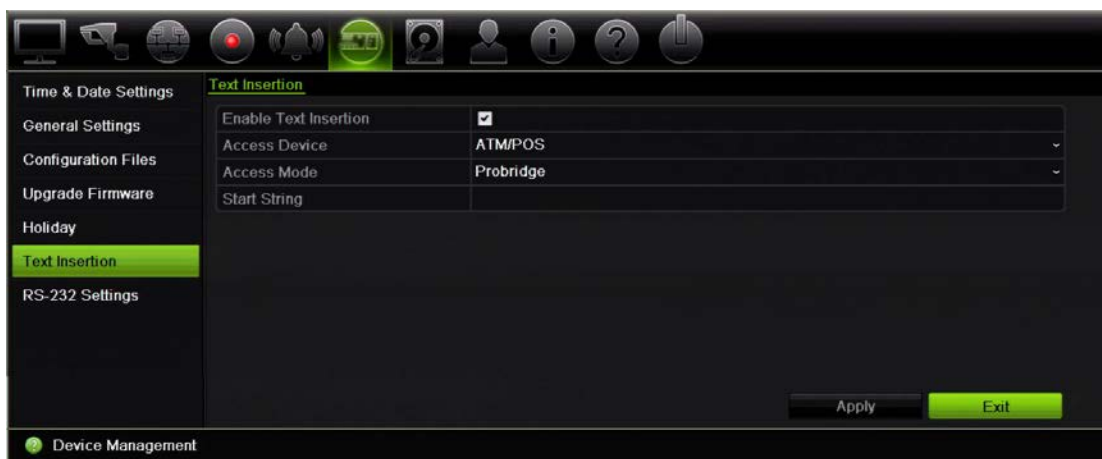 Time & Date Settings
General Settings
Configuration Files
Upgrade Firmware
Holiday
Text Insertion
RS-232 Settings
Text Insertion
Enable Text Insertion
Access Device ATM/POS
Access Mode Probridge
Start String
Apply Exit
Device Management